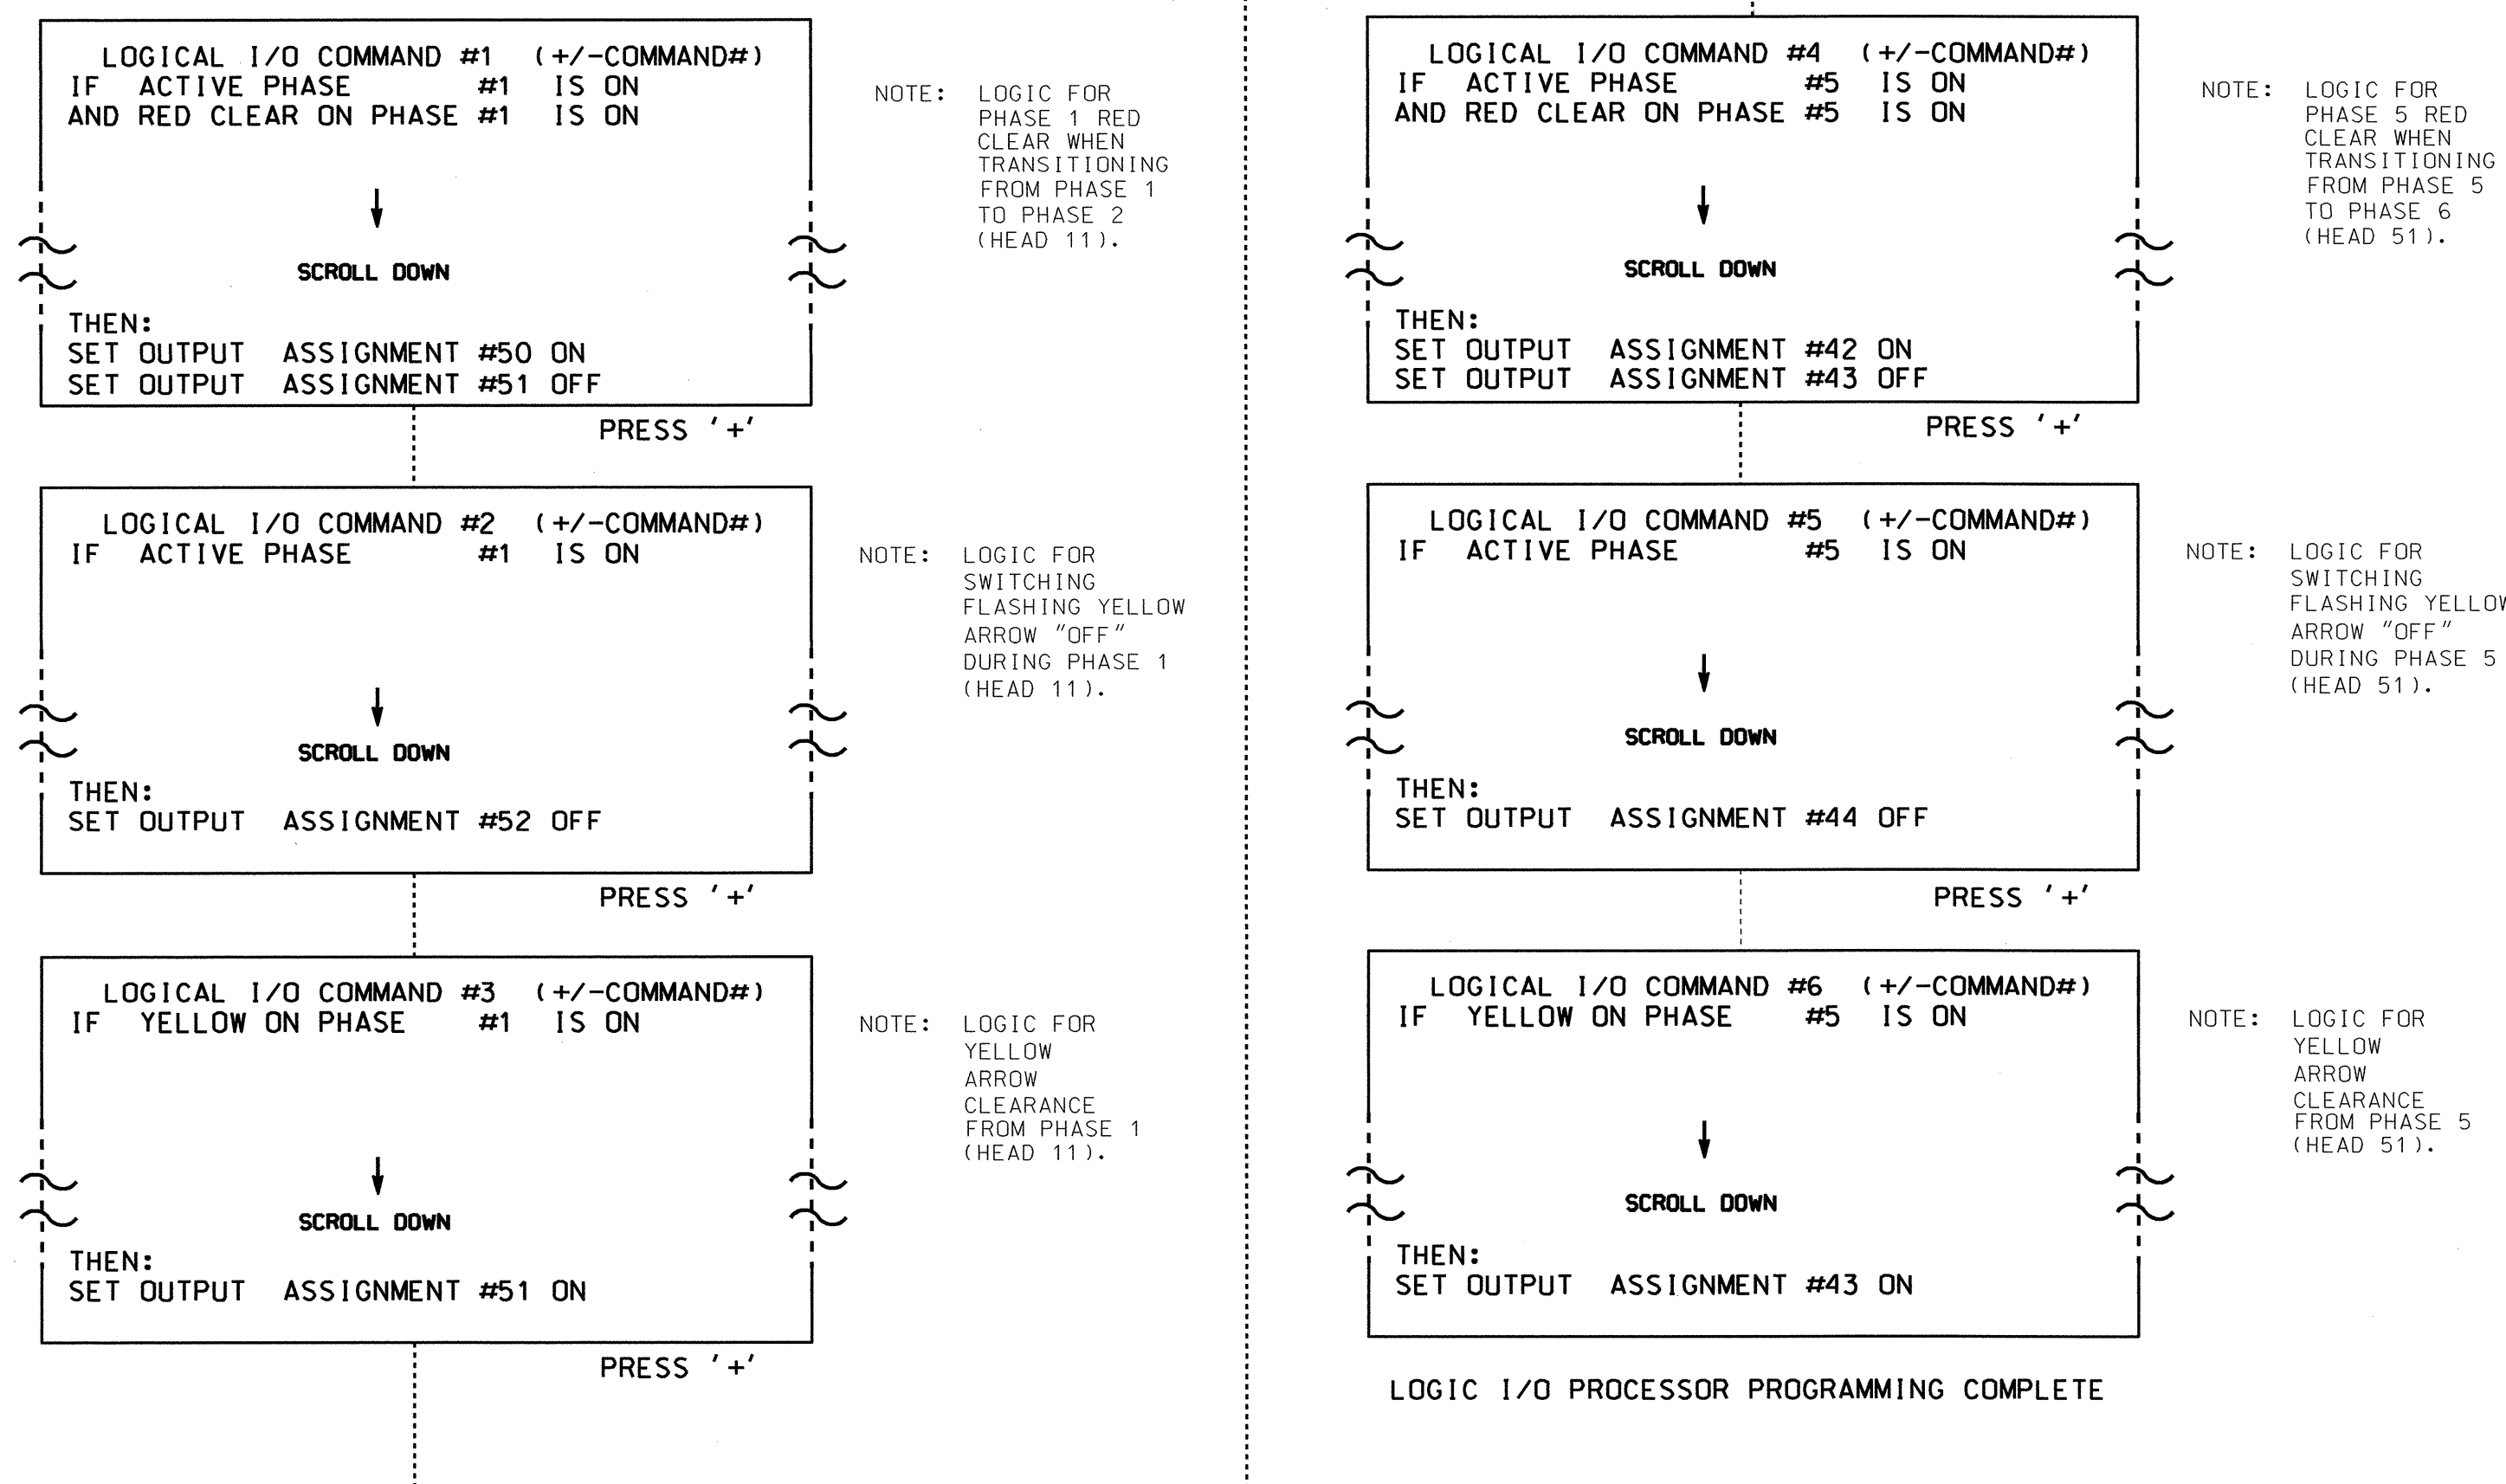 LOGICAL I/O COMMAND #1 (+/-COMMAND#)
IF ACTIVE PHASE #1 IS ON
AND RED CLEAR ON PHASE #1 IS ON
SCROLL DOWN
THEN:
SET OUTPUT ASSIGNMENT #50 ON
SET OUTPUT ASSIGNMENT #51 OFF
PRESS '+'
NOTE: LOGIC FOR
PHASE 1 RED
CLEAR WHEN
TRANSITIONING
FROM PHASE 1
TO PHASE 2
(HEAD 11).
LOGICAL I/O COMMAND #2 (+/-COMMAND#)
IF ACTIVE PHASE #1 IS ON
SCROLL DOWN
THEN:
SET OUTPUT ASSIGNMENT #52 OFF
PRESS '+'
NOTE: LOGIC FOR
SWITCHING
FLASHING YELLOW
ARROW "OFF"
DURING PHASE 1
(HEAD 11).
LOGICAL I/O COMMAND #3 (+/-COMMAND#)
IF YELLOW ON PHASE #1 IS ON
SCROLL DOWN
THEN:
SET OUTPUT ASSIGNMENT #51 ON
PRESS '+'
NOTE: LOGIC FOR
YELLOW
ARROW
CLEARANCE
FROM PHASE 1
(HEAD 11).
LOGICAL I/O COMMAND #4 (+/-COMMAND#)
IF ACTIVE PHASE #5 IS ON
AND RED CLEAR ON PHASE #5 IS ON
SCROLL DOWN
THEN:
SET OUTPUT ASSIGNMENT #42 ON
SET OUTPUT ASSIGNMENT #43 OFF
PRESS '+'
NOTE: LOGIC FOR
PHASE 5 RED
CLEAR WHEN
TRANSITIONING
FROM PHASE 5
TO PHASE 6
(HEAD 51).
LOGICAL I/O COMMAND #5 (+/-COMMAND#)
IF ACTIVE PHASE #5 IS ON
SCROLL DOWN
THEN:
SET OUTPUT ASSIGNMENT #44 OFF
PRESS '+'
NOTE: LOGIC FOR
SWITCHING
FLASHING YELLOW
ARROW "OFF"
DURING PHASE 5
(HEAD 51).
LOGICAL I/O COMMAND #6 (+/-COMMAND#)
IF YELLOW ON PHASE #5 IS ON
SCROLL DOWN
THEN:
SET OUTPUT ASSIGNMENT #43 ON
NOTE: LOGIC FOR
YELLOW
ARROW
CLEARANCE
FROM PHASE 5
(HEAD 51).
LOGIC I/O PROCESSOR PROGRAMMING COMPLETE